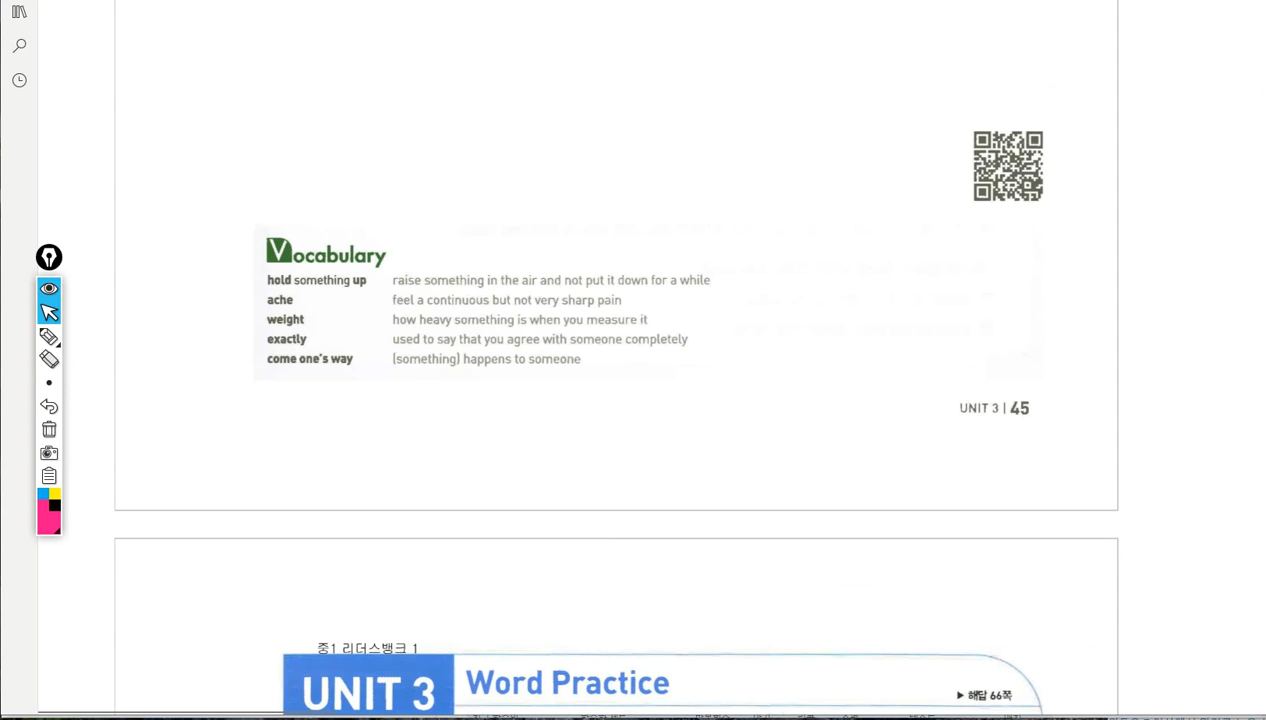 Vocabulary
hold something up raise something in the air and not put it down for a while
ache feel a continuous but not very sharp pain
weight how heavy something is when you measure it
exactly used to say that you agree with someone completely
come one's way (something) happens to someone
UNIT 3 | 45
중1 리더스뱅크 1
UNIT 3 Word Practice
▶ 해답 66쪽